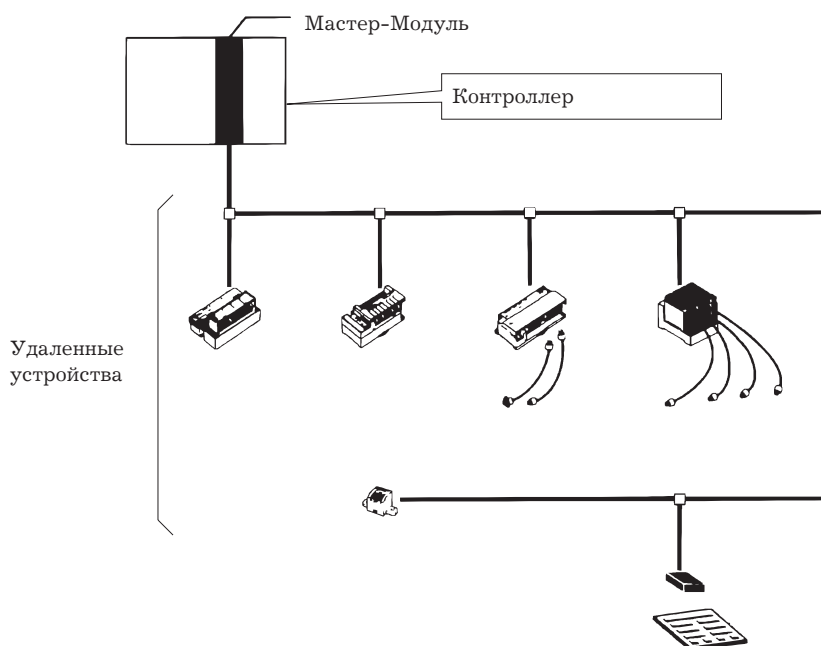 Мастер-Модуль
Контроллер
Удаленные
устройства